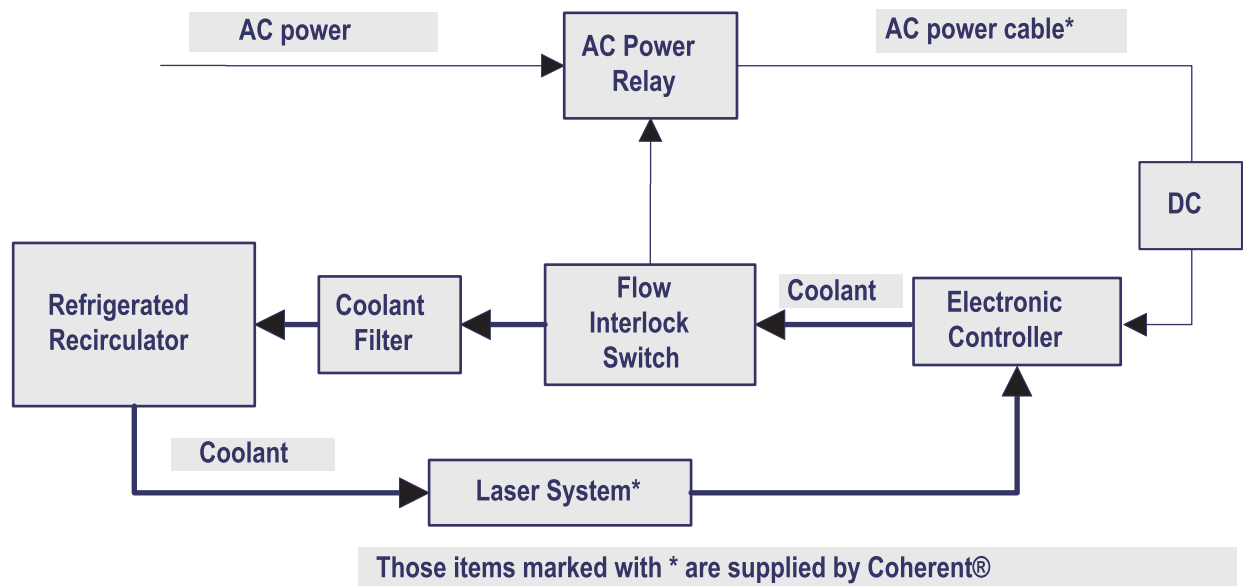 AC power
AC Power
Relay
AC power cable*
DC
Refrigerated
Recirculator
Coolant
Filter
Flow
Interlock
Switch
Coolant
Electronic
Controller
Coolant
Laser System*
Those items marked with * are supplied by Coherent®